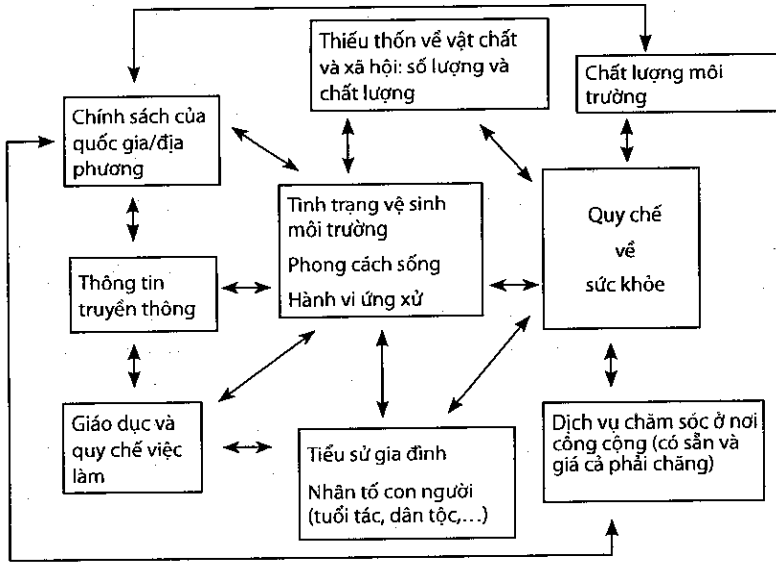 Thiếu thốn về vật chất
và xã hội: số lượng và
chất lượng
Chất lượng môi
trường
Chính sách của
quốc gia/địa
phương
Tình trạng vệ sinh
môi trường
Phong cách sống
Hành vi ứng xử
Quy chế
về
sức khỏe
Thông tin
truyền thông
Giáo dục và
quy chế việc
làm
Tiểu sử gia đình
Nhân tố con người
(tuổi tác, dân tộc,...)
Dịch vụ chăm sóc ở nơi
công cộng (có sẵn và
giá cả phải chăng)